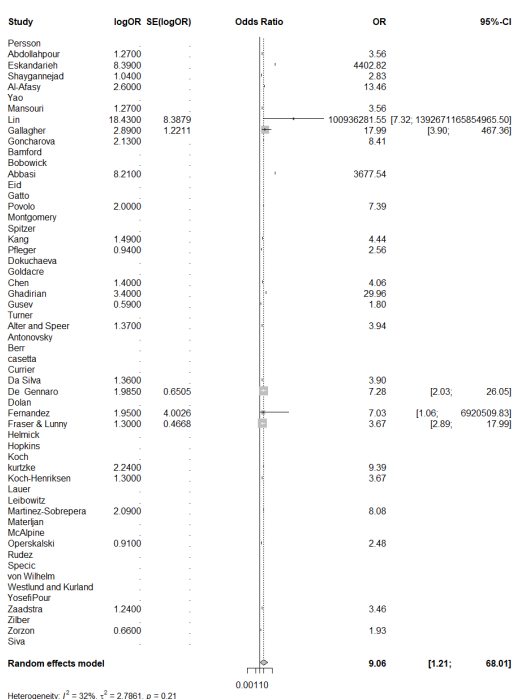 Study logOR SE(logOR) Odds Ratio OR 95%-CI
Persson . .
Abdollahpour 1.2700 . 3.56
Eskandarieh 8.3900 . 4402.82
Shaygannejad 1.0400 . 2.83
Al-Afasy 2.6000 . 13.46
Yao . .
Mansouri 1.2700 . 3.56
Lin 18.4300 8.3879 100936281.55 [7.32; 1392671165854965.50]
Gallagher 2.8900 1.2211 17.99 [3.90; 467.36]
Goncharova 2.1300 . 8.41
Bamford . .
Bobowick . .
Abbasi 8.2100 . 3677.54
Eid . .
Gatto . .
Povolo 2.0000 . 7.39
Montgomery . .
Spitzer . .
Kang 1.4900 . 4.44
Pfleger 0.9400 . 2.56
Dokuchaeva . .
Goldacre . .
Chen 1.4000 . 4.06
Ghadirian 3.4000 . 29.96
Gusev 0.5900 . 1.80
Turner . .
Alter and Speer 1.3700 . 3.94
Antonovsky . .
Berr . .
casetta . .
Currier . .
Da Silva 1.3600 . 3.90
De Gennaro 1.9850 0.6505 7.28 [2.03; 26.05]
Dolan . .
Fernandez 1.9500 4.0026 7.03 [1.06; 6920509.83]
Fraser & Lunny 1.3000 0.4668 3.67 [2.89; 17.99]
Helmick . .
Hopkins . .
Koch . .
kurtzke 2.2400 . 9.39
Koch-Henriksen 1.3000 . 3.67
Lauer . .
Leibowitz . .
Martinez-Sobrepera 2.0900 . 8.08
Materljan . .
McAlpine . .
Operskalski 0.9100 . 2.48
Rudez . .
Specic . .
von Wilhelm . .
Westlund and Kurland . .
YosefiPour . .
Zaadstra 1.2400 . 3.46
Zilber . .
Zorzon 0.6600 . 1.93
Siva . .
Random effects model 9.06 [1.21; 68.01]
0.00110
Heterogeneity: I² = 32%, τ² = 2.7861, p = 0.21